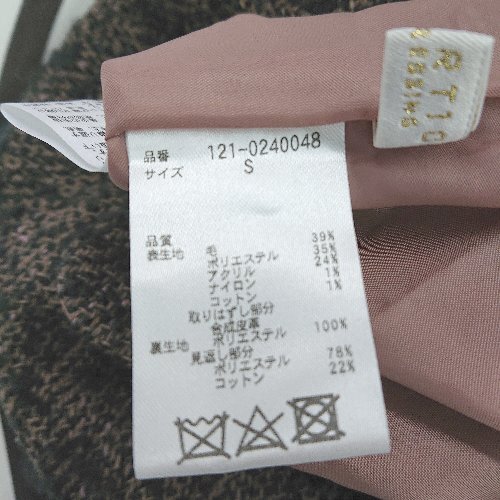 品番 121-0240048
サイズ S
品質
表生地 毛 39%
ポリエステル 35%
アクリル 24%
ナイロン 1%
コットン 1%
取りはずし部分
合成皮革
裏生地 ポリエステル 100%
見返し部分
ポリエステル 78%
コットン 22%